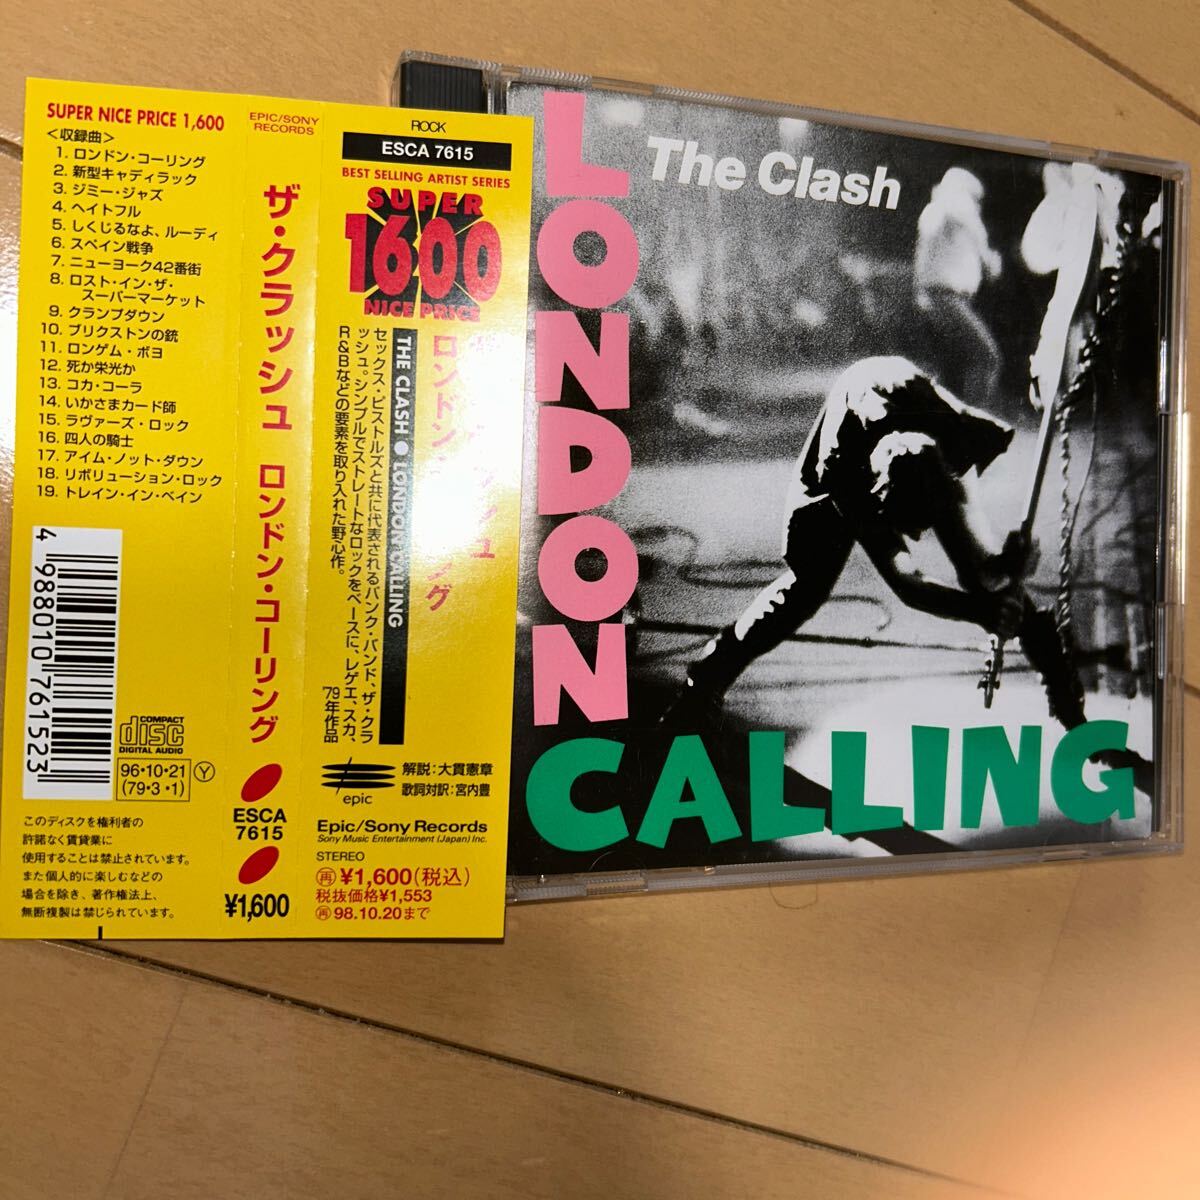 SUPER NICE PRICE 1,600
<収録曲>
1. ロンドン・コーリング
2. 新型キャディラック
3. ジミー・ジャズ
4. ヘイトフル
5. しくじるなよ、ルーディ
6. スペイン戦争
7. ニューヨーク42番街
8. ロスト・イン・ザ・
スーパーマーケット
9. クランプダウン
10. ブリクストンの銃
11. ロンゲム・ボヨ
12. 死か栄光か
13. コカ・コーラ
14. いかさまカード師
15. ラヴァーズ・ロック
16. 四人の騎士
17. アイム・ノット・ダウン
18. リボリューション・ロック
19. トレイン・イン・ベイン
4 988010 761523
COMPACT
disc
DIGITAL AUDIO
96・10・21
(79・3・1)
Y
このディスクを権利者の
許諾なく賃貸業に
使用することは禁止されています。
また個人的に楽しむなどの
場合を除き、著作権法上、
無断複製は禁じられています。
EPIC/SONY
RECORDS
ザ・クラッシュ ロンドン・コーリング
ESCA
7615
¥1,600
ROCK
ESCA 7615
BEST SELLING ARTIST SERIES
SUPER
1600
NICE PRICE
ロンドン・
THE CLASH ● LONDON CALLING
セックス・ピストルズと共に代表されるパンク・バンド、ザ・クラ
ッシュ。シンプルでストレートなロックをベースに、レゲエ、スカ、
R&Bなどの要素を取り入れた野心作。
'79年作品
epic
解説：大貫憲章
歌詞対訳：宮内豊
Epic/Sony Records
Sony Music Entertainment (Japan) Inc.
STEREO
再 ¥1,600(税込)
税抜価格¥1,553
再 98.10.20まで
The Clash
LONDON
CALLING